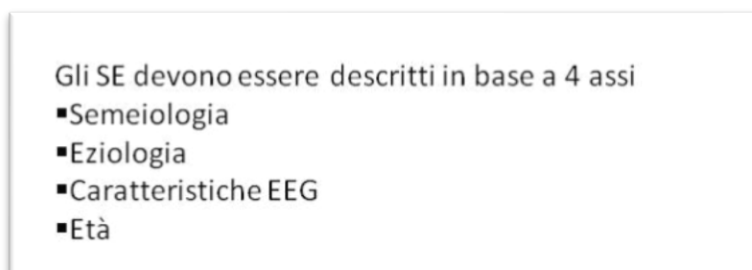 Gli SE devono essere descritti in base a 4 assi
▪Semeiologia
▪Eziologia
▪Caratteristiche EEG
▪Età